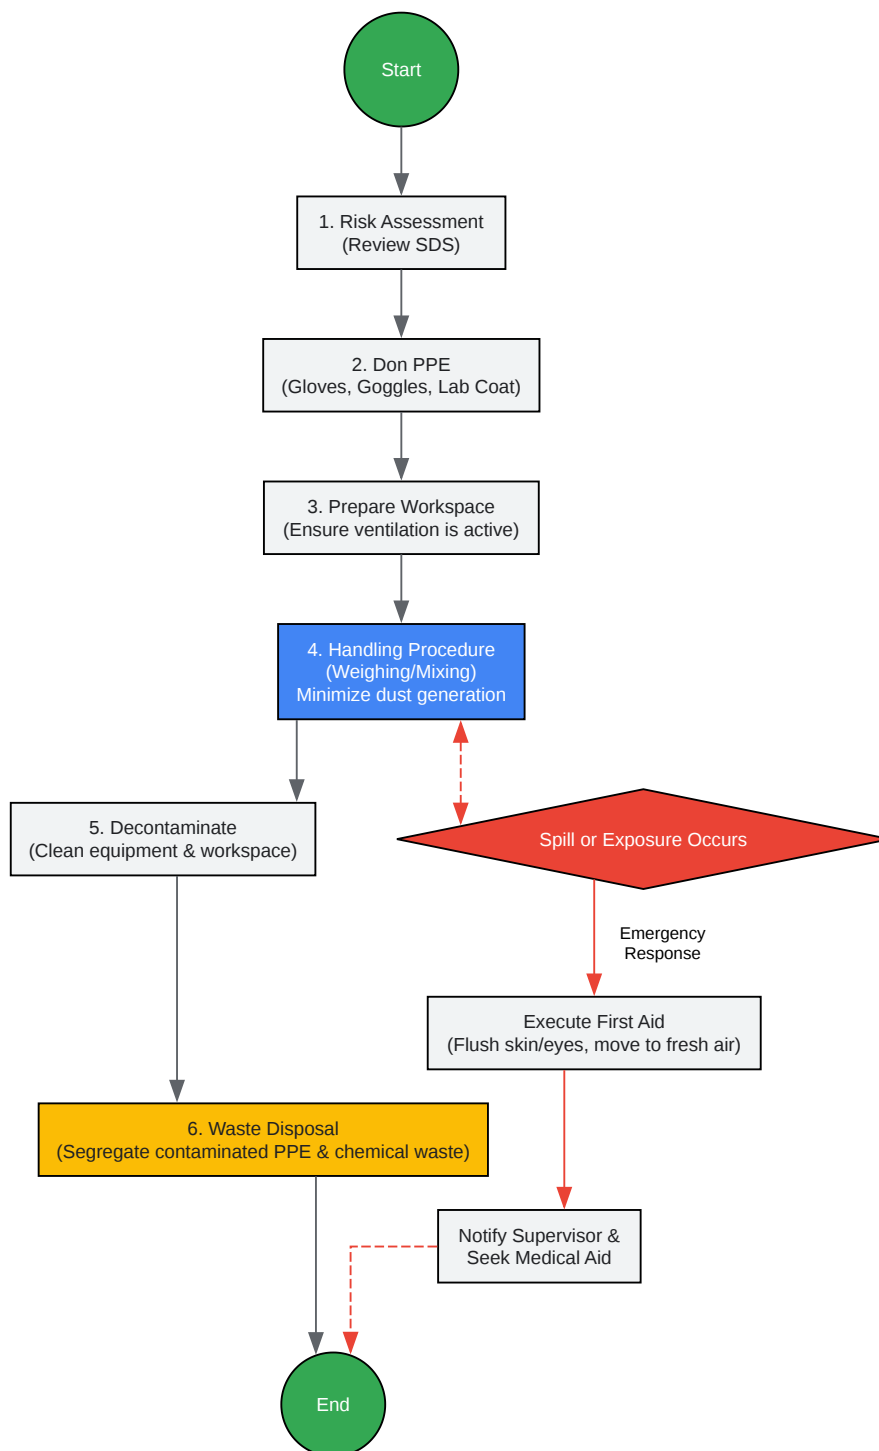 Start
1. Risk Assessment
(Review SDS)
2. Don PPE
(Gloves, Goggles, Lab Coat)
3. Prepare Workspace
(Ensure ventilation is active)
4. Handling Procedure
(Weighing/Mixing)
Minimize dust generation
5. Decontaminate
(Clean equipment & workspace)
Spill or Exposure Occurs
Emergency
Response
Execute First Aid
(Flush skin/eyes, move to fresh air)
6. Waste Disposal
(Segregate contaminated PPE & chemical waste)
Notify Supervisor &
Seek Medical Aid
End